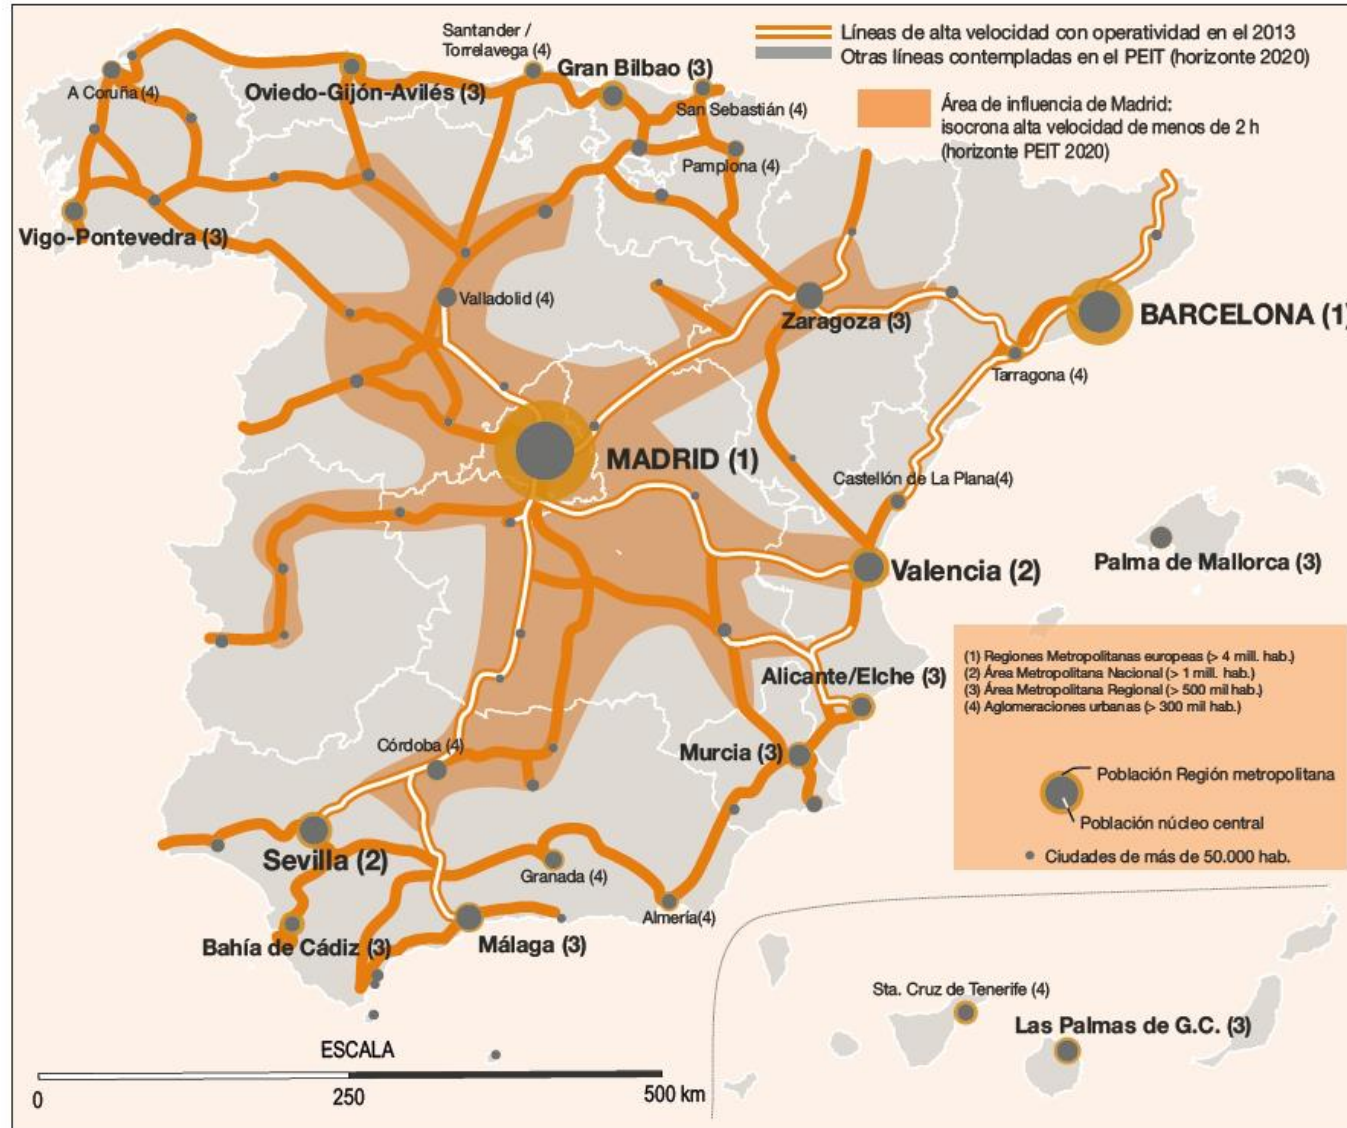 Líneas de alta velocidad con operatividad en el 2013
Otras líneas contempladas en el PEIT (horizonte 2020)
Área de influencia de Madrid:
isocrona alta velocidad de menos de 2 h
(horizonte PEIT 2020)
Santander /
Torrelavega (4)
Gran Bilbao (3)
A Coruña (4)
Oviedo-Gijón-Avilés (3)
San Sebastián (4)
Pamplona (4)
Vigo-Pontevedra (3)
Valladolid (4)
Zaragoza (3)
BARCELONA (1)
Tarragona (4)
MADRID (1)
Castellón de La Plana(4)
Valencia (2)
Palma de Mallorca (3)
(1) Regiones Metropolitanas europeas (> 4 mill. hab.)
(2) Área Metropolitana Nacional (> 1 mill. hab.)
(3) Área Metropolitana Regional (> 500 mil hab.)
(4) Aglomeraciones urbanas (> 300 mil hab.)
Alicante/Elche (3)
Córdoba (4)
Murcia (3)
Población Región metropolitana
Población núcleo central
Ciudades de más de 50.000 hab.
Sevilla (2)
Granada (4)
Almería(4)
Bahía de Cádiz (3)
Málaga (3)
Sta. Cruz de Tenerife (4)
Las Palmas de G.C. (3)
ESCALA
0 250 500 km